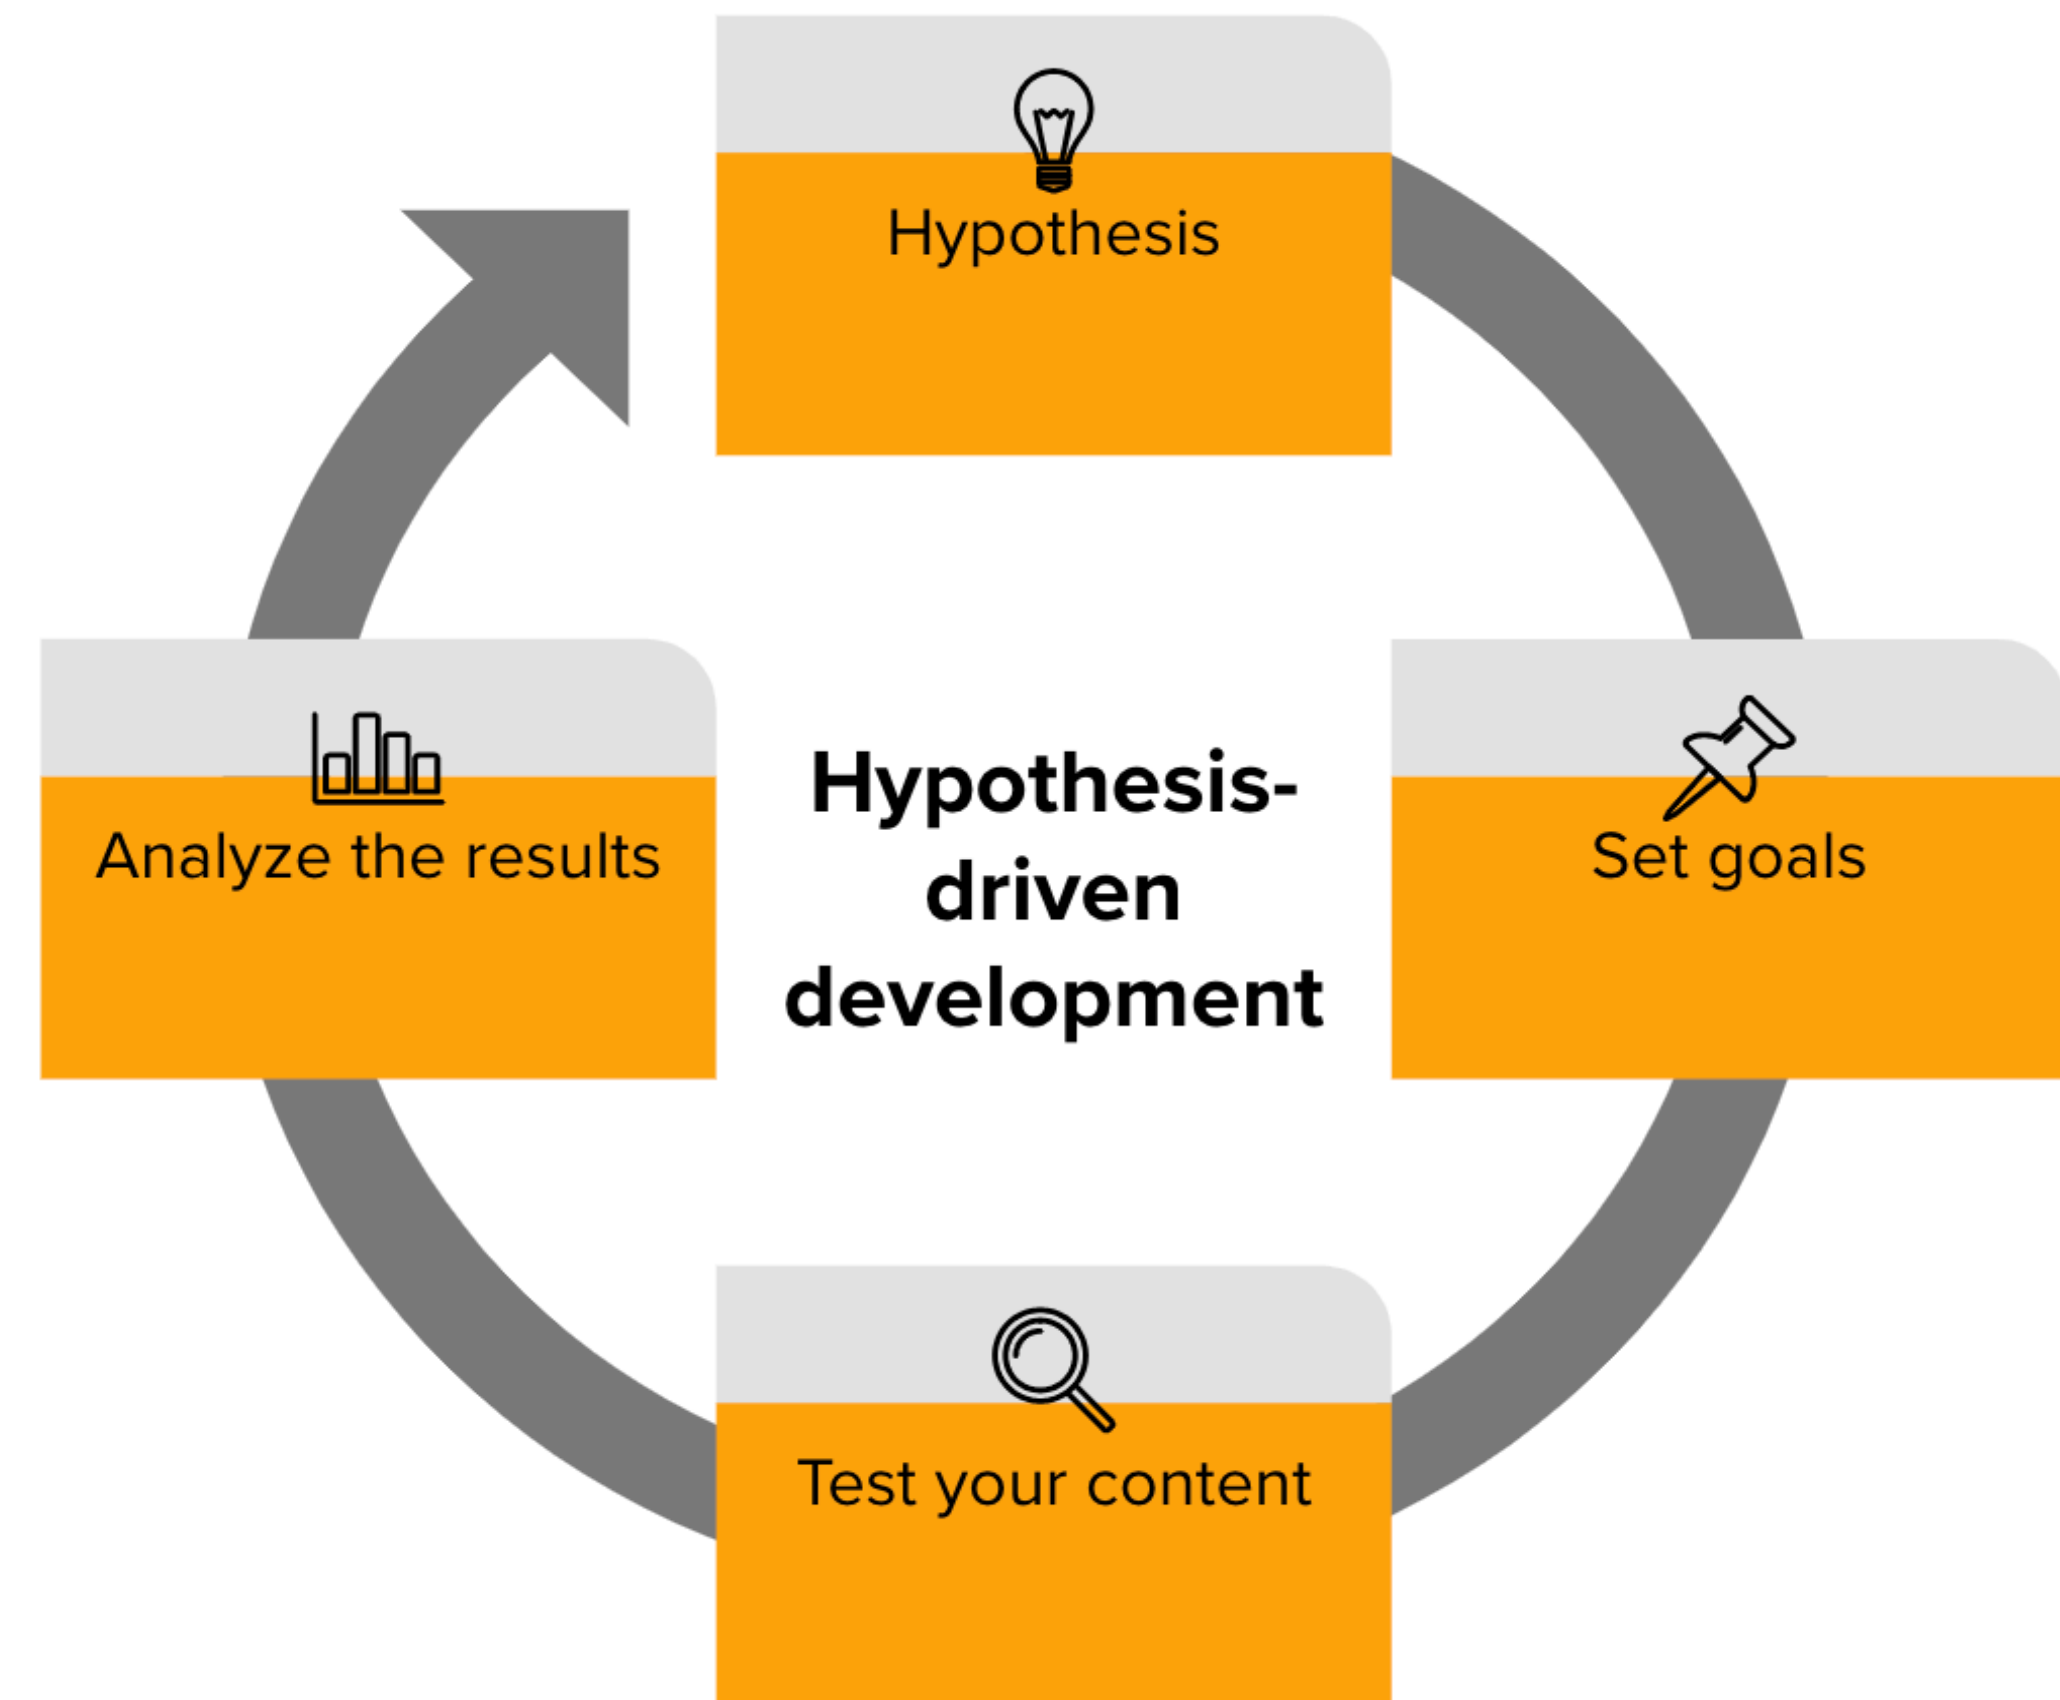 Hypothesis
Analyze the results
Hypothesis-
driven
development
Set goals
Test your content